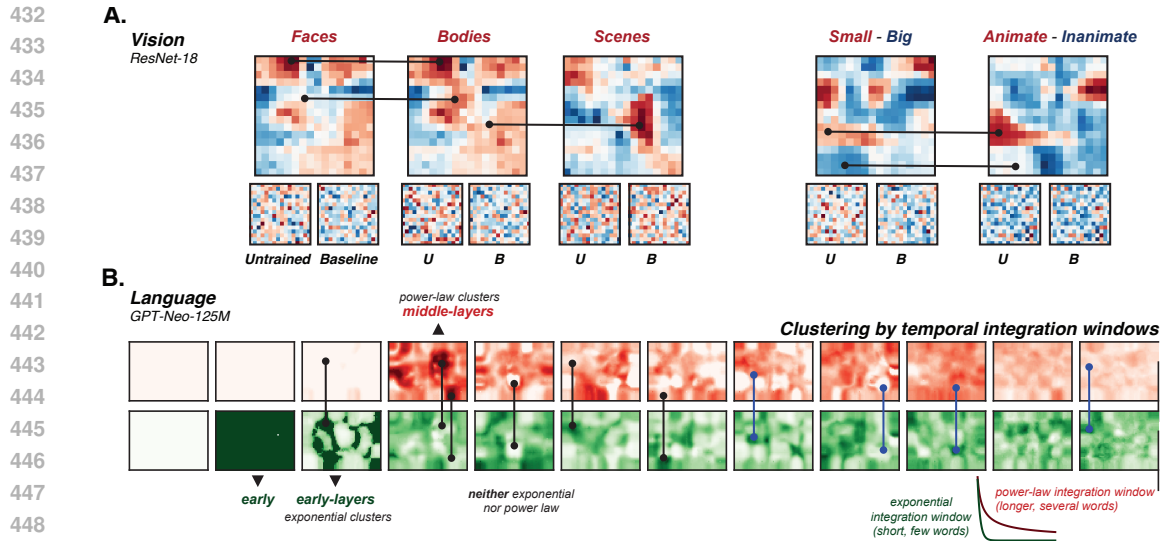 432
433
434
435
436
437
438
439
440
441
442
443
444
445
446
447
448
A.
Vision
ResNet-18
Faces
Bodies
Scenes
Small - Big
Animate - Inanimate
Untrained Baseline
U B
U B
U B
U B
B.
Language
GPT-Neo-125M
power-law clusters
middle-layers
Clustering by temporal integration windows
early
early-layers
exponential clusters
neither exponential
nor power law
exponential
integration window
(short, few words)
power-law integration window
(longer, several words)